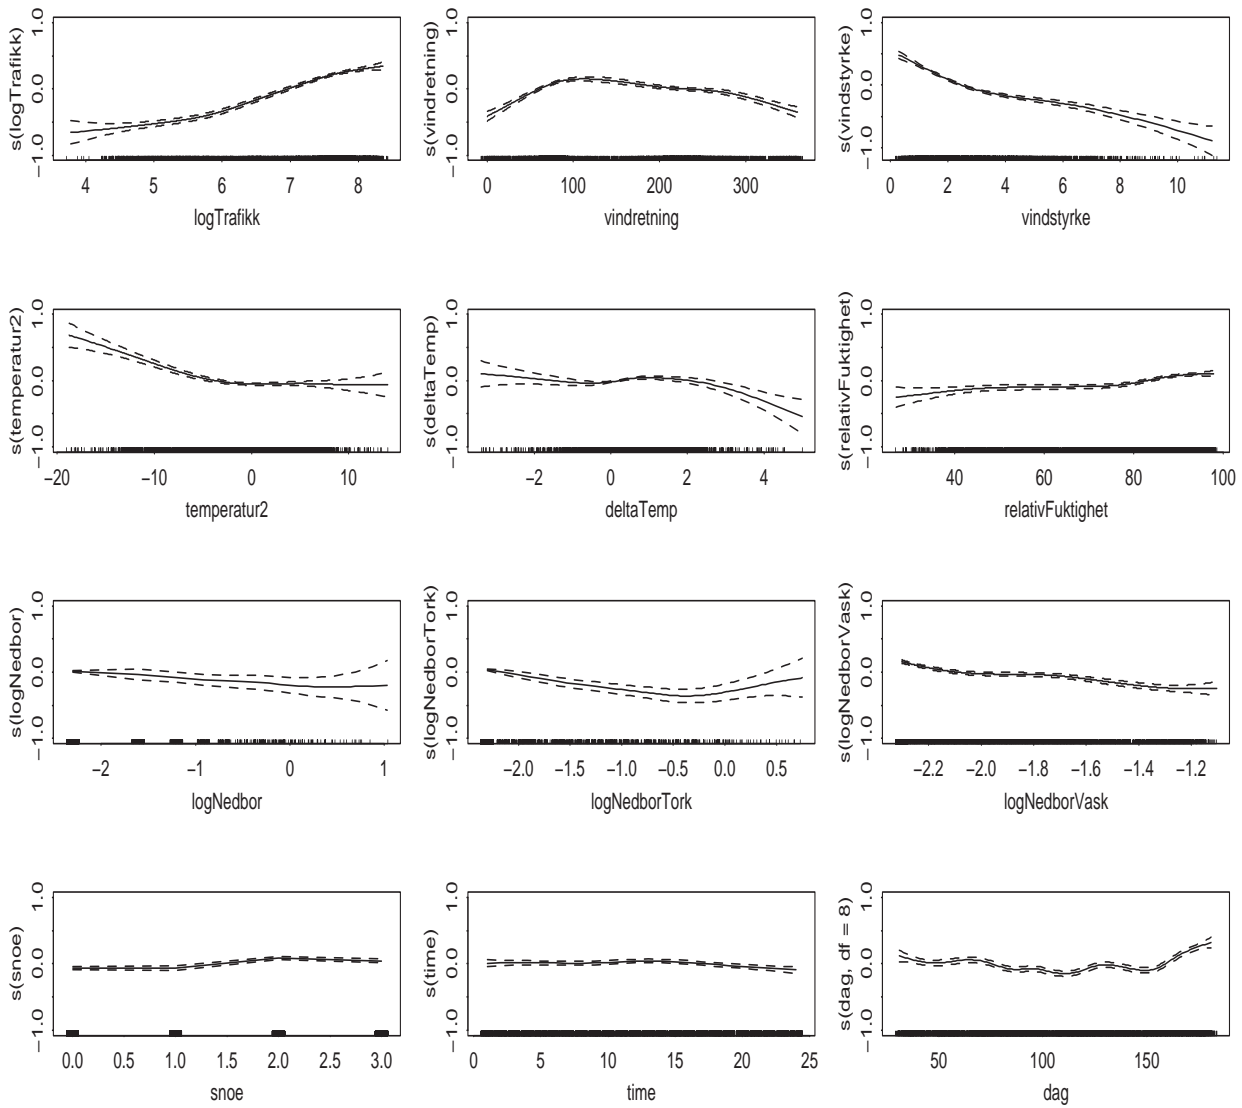 s(logTrafikk)
−1.0 0.0 1.0
4 5 6 7 8
logTrafikk
s(vindretning)
−1.0 0.0 1.0
0 100 200 300
vindretning
s(vindstyrke)
−1.0 0.0 1.0
0 2 4 6 8 10
vindstyrke
s(temperatur2)
−1.0 0.0 1.0
−20 −10 0 10
temperatur2
s(deltaTemp)
−1.0 0.0 1.0
−2 0 2 4
deltaTemp
s(relativFuktighet)
−1.0 0.0 1.0
40 60 80 100
relativFuktighet
s(logNedbor)
−1.0 0.0 1.0
−2 −1 0 1
logNedbor
s(logNedborTork)
−1.0 0.0 1.0
−2.0 −1.5 −1.0 −0.5 0.0 0.5
logNedborTork
s(logNedborVask)
−1.0 0.0 1.0
−2.2 −2.0 −1.8 −1.6 −1.4 −1.2
logNedborVask
s(snoe)
−1.0 0.0 1.0
0.0 0.5 1.0 1.5 2.0 2.5 3.0
snoe
s(time)
−1.0 0.0 1.0
0 5 10 15 20 25
time
s(dag, df = 8)
−1.0 0.0 1.0
50 100 150
dag